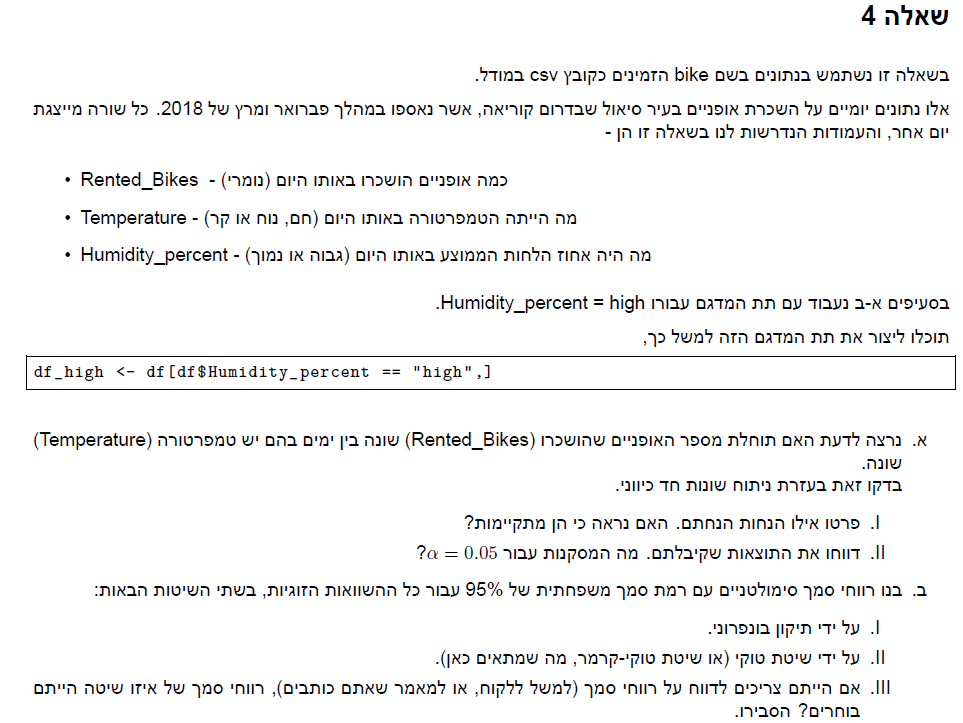 שאלה 4
בשאלה זו נשתמש בנתונים בשם bike הזמינים כקובץ csv במודל.
אלו נתונים יומיים על השכרת אופניים בעיר סיאול שבדרום קוריאה, אשר נאספו במהלך פברואר ומרץ של 2018. כל שורה מייצגת
יום אחר, והעמודות הנדרשות לנו בשאלה זו הן -
• Rented_Bikes - כמה אופניים הושכרו באותו היום (נומרי)
• Temperature - מה הייתה הטמפרטורה באותו היום (חם, נוח או קר)
• Humidity_percent - מה היה אחוז הלחות הממוצע באותו היום (גבוה או נמוך)
בסעיפים א-ב נעבוד עם תת המדגם עבורו Humidity_percent = high.
תוכלו ליצור את תת המדגם הזה למשל כך,
df_high <- df[df$Humidity_percent == "high",]
א. נרצה לדעת האם תוחלת מספר האופניים שהושכרו (Rented_Bikes) שונה בין ימים בהם יש טמפרטורה (Temperature)
שונה.
בדקו זאת בעזרת ניתוח שונות חד כיווני.
I. פרטו אילו הנחות הנחתם. האם נראה כי הן מתקיימות?
II. דווחו את התוצאות שקיבלתם. מה המסקנות עבור α = 0.05?
ב. בנו רווחי סמך סימולטניים עם רמת סמך משפחתית של 95% עבור כל ההשוואות הזוגיות, בשתי השיטות הבאות:
I. על ידי תיקון בונפרוני.
II. על ידי שיטת טוקי (או שיטת טוקי-קרמר, מה שמתאים כאן).
III. אם הייתם צריכים לדווח על רווחי סמך (למשל ללקוח, או למאמר שאתם כותבים), רווחי סמך של איזו שיטה הייתם
בוחרים? הסבירו.